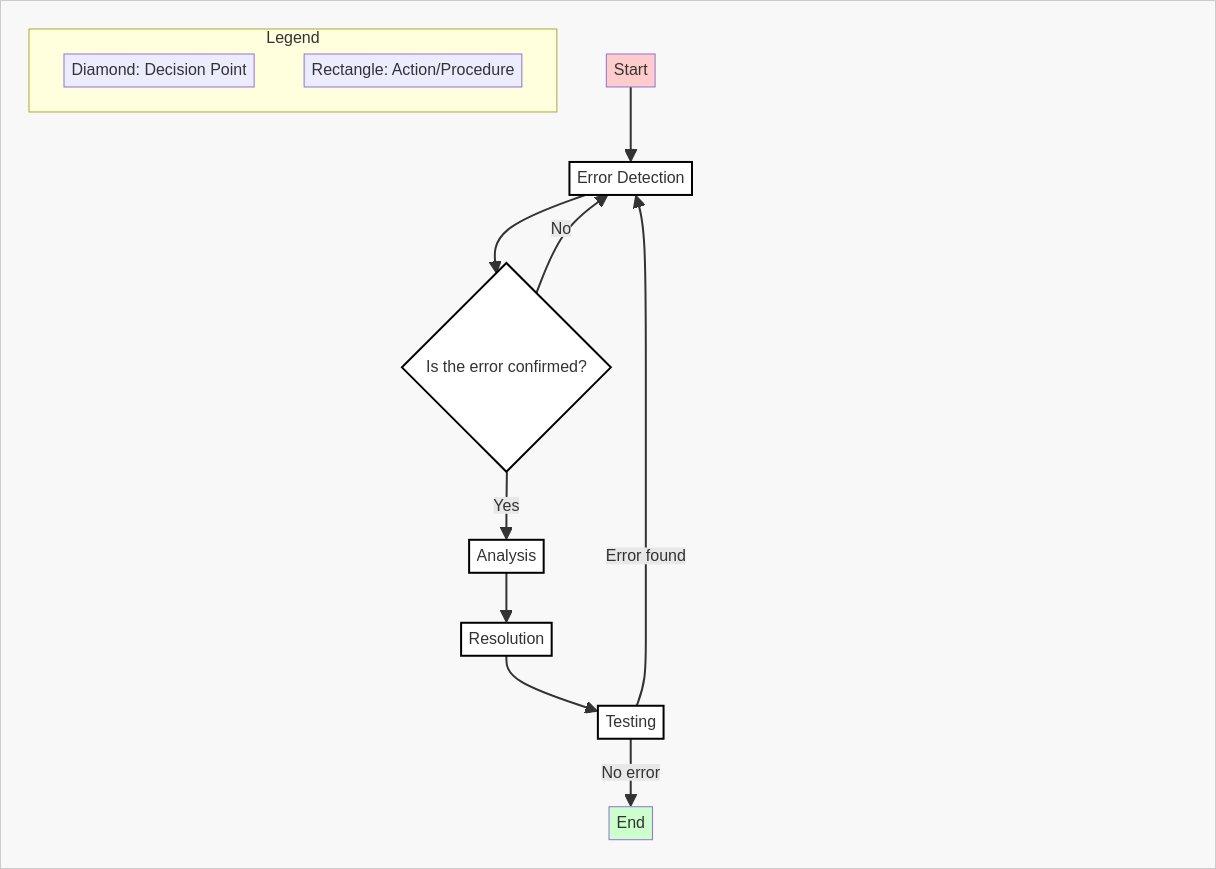 Legend
Diamond: Decision Point
Rectangle: Action/Procedure
Start
Error Detection
No
Is the error confirmed?
Yes
Analysis
Error found
Resolution
Testing
No error
End